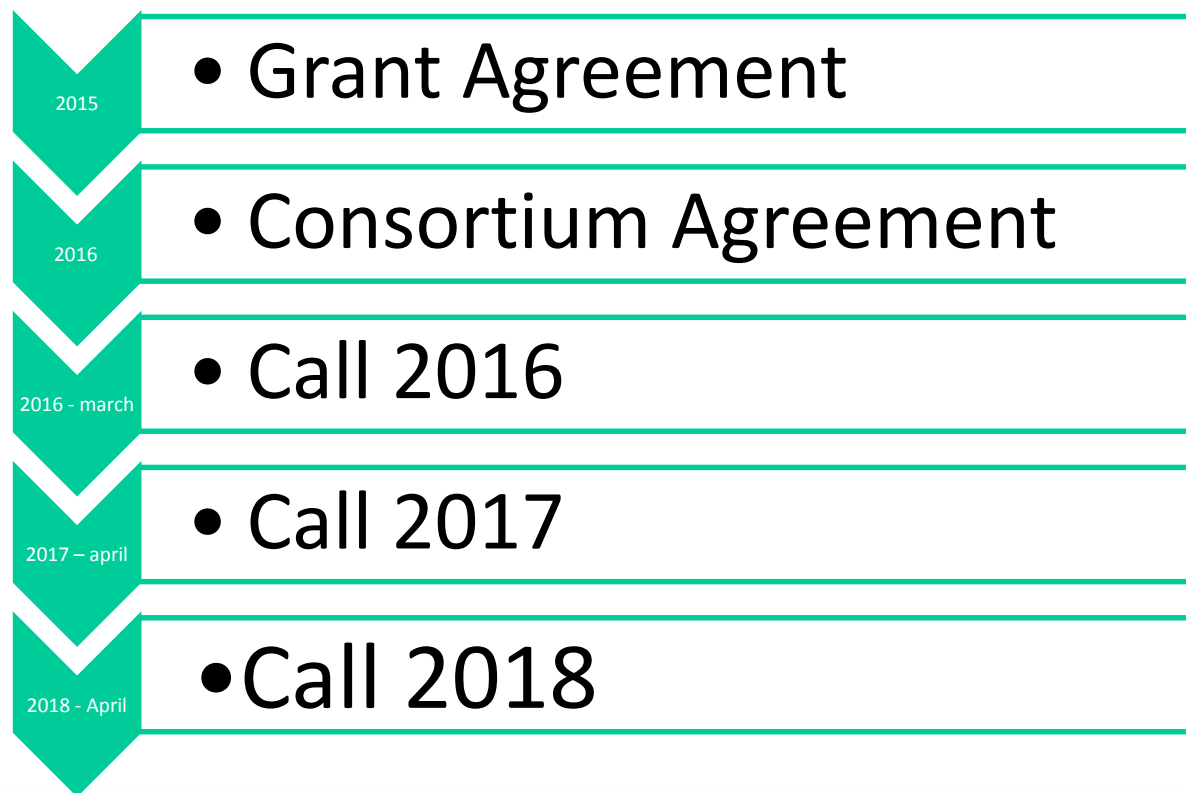 2015
• Grant Agreement
2016
• Consortium Agreement
2016 - march
• Call 2016
2017 – april
• Call 2017
2018 - April
•Call 2018